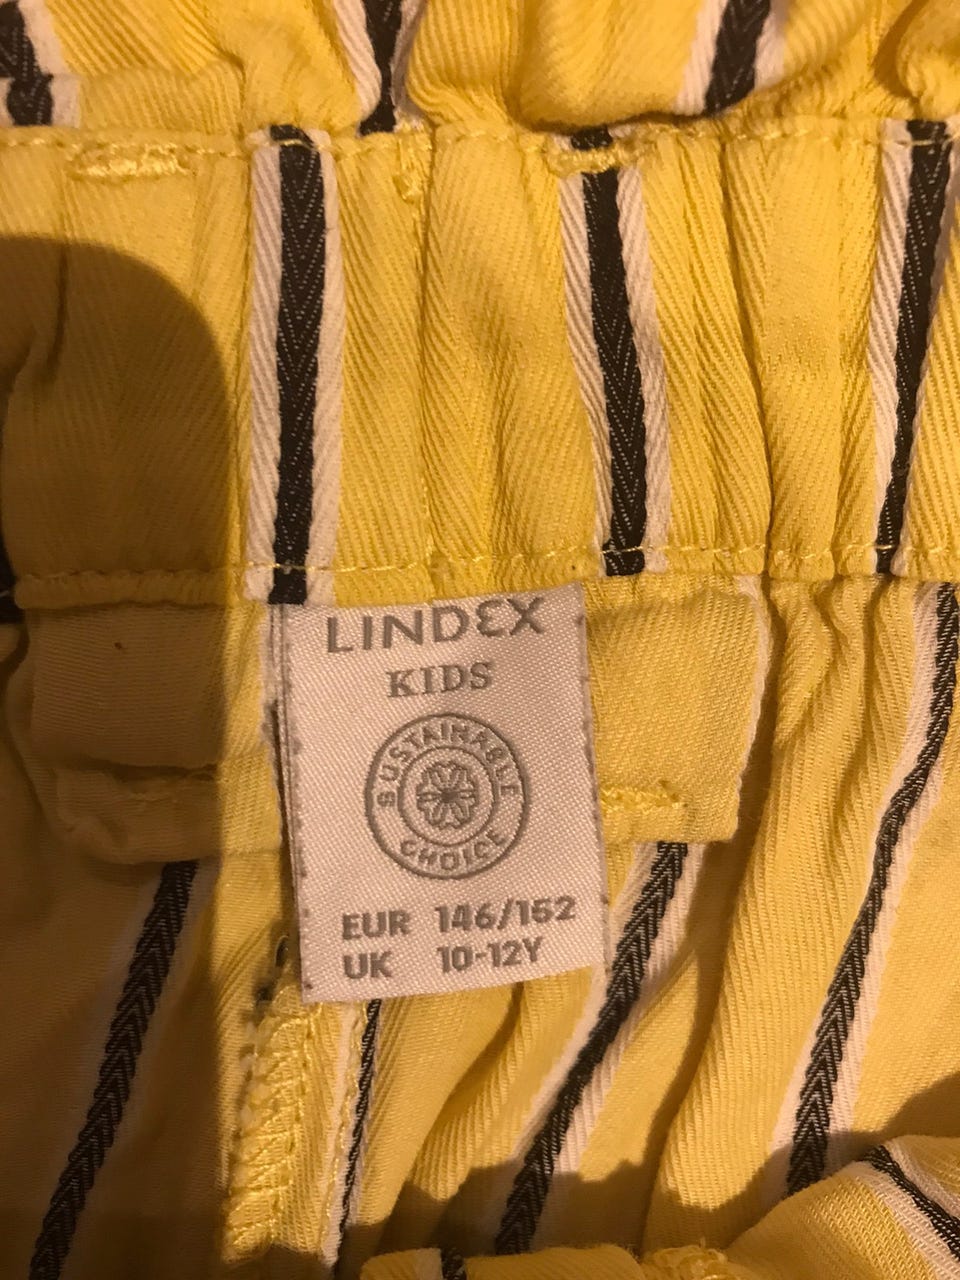 LINDEX
KIDS
SUSTAINABLE
CHOICE
EUR 146/152
UK 10-12Y